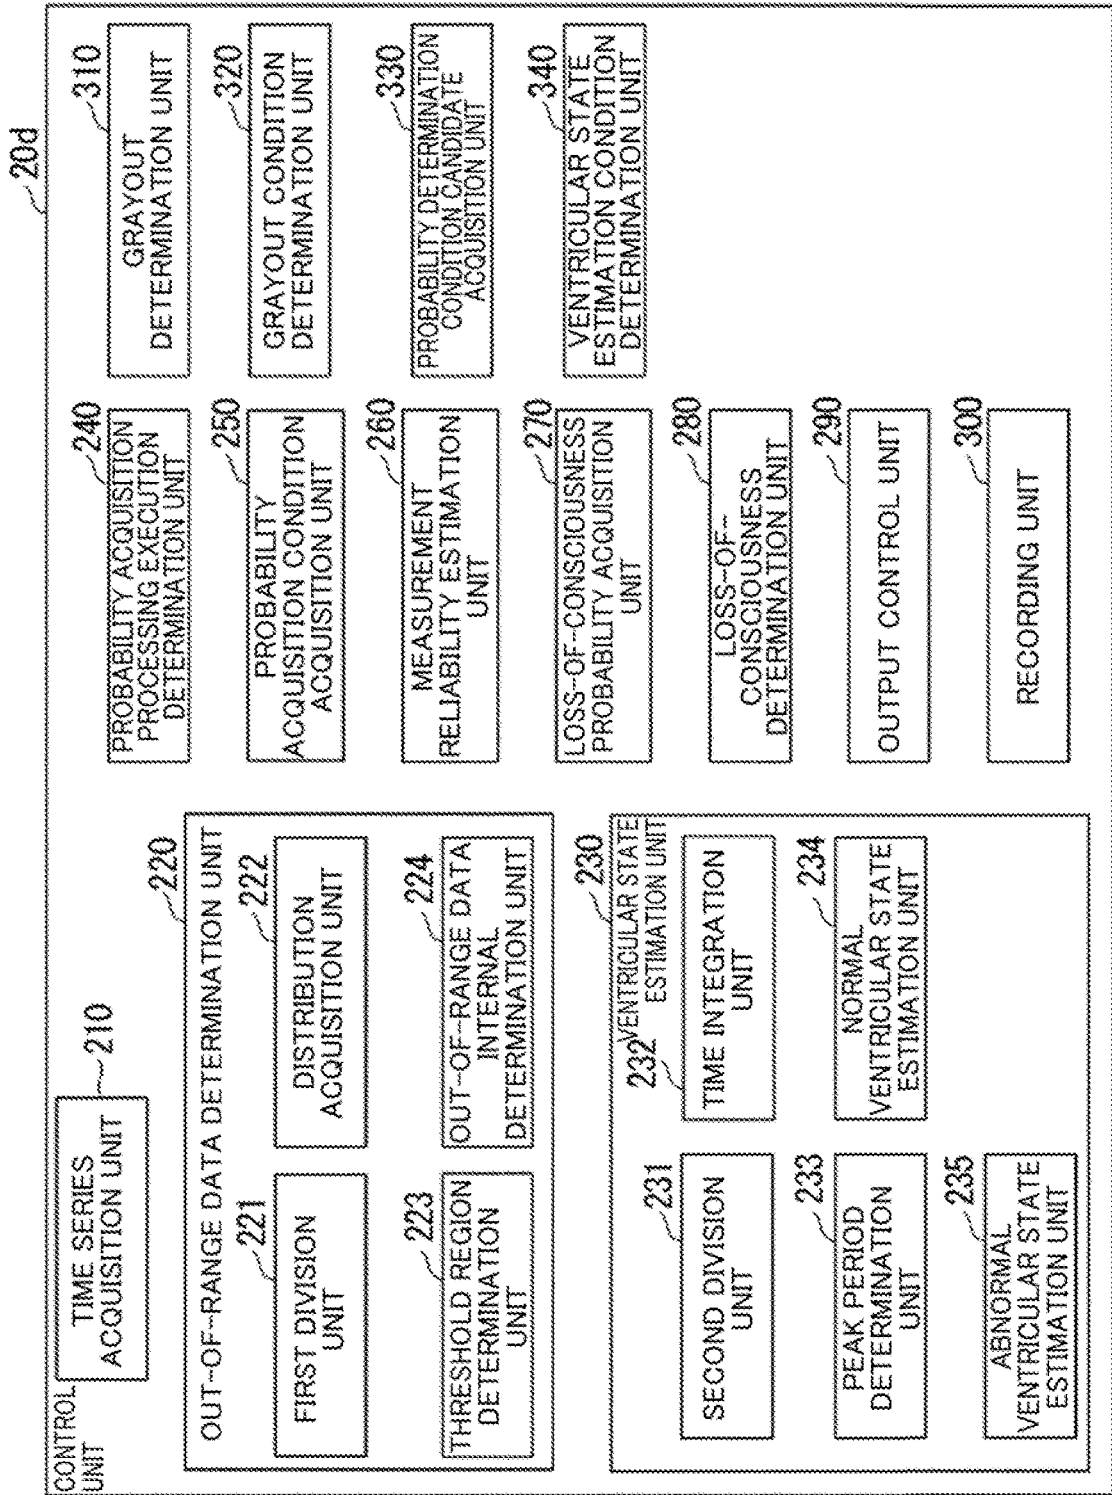 20d
CONTROL
UNIT
TIME SERIES
ACQUISITION UNIT
210
OUT-OF-RANGE DATA DETERMINATION UNIT
220
FIRST DIVISION
UNIT
221
DISTRIBUTION
ACQUISITION UNIT
222
THRESHOLD REGION
DETERMINATION
UNIT
223
OUT-OF-RANGE DATA
INTERNAL
DETERMINATION UNIT
224
VENTRICULAR STATE
ESTIMATION UNIT
230
SECOND DIVISION
UNIT
231
TIME INTEGRATION
UNIT
232
PEAK PERIOD
DETERMINATION
UNIT
233
NORMAL
VENTRICULAR STATE
ESTIMATION UNIT
234
ABNORMAL
VENTRICULAR STATE
ESTIMATION UNIT
235
PROBABILITY ACQUISITION
PROCESSING EXECUTION
DETERMINATION UNIT
240
PROBABILITY
ACQUISITION CONDITION
ACQUISITION UNIT
250
MEASUREMENT
RELIABILITY ESTIMATION
UNIT
260
LOSS-OF-CONSCIOUSNESS
PROBABILITY ACQUISITION
UNIT
270
LOSS-OF-
CONSCIOUSNESS
DETERMINATION UNIT
280
OUTPUT CONTROL UNIT
290
RECORDING UNIT
300
GRAYOUT
DETERMINATION UNIT
310
GRAYOUT CONDITION
DETERMINATION UNIT
320
PROBABILITY DETERMINATION
CONDITION CANDIDATE
ACQUISITION UNIT
330
VENTRICULAR STATE
ESTIMATION CONDITION
DETERMINATION UNIT
340